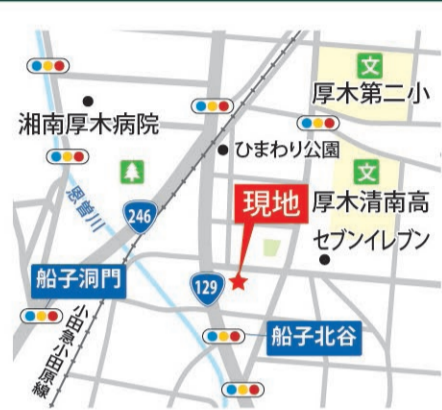 文
厚木第二小
湘南厚木病院
ひまわり公園
文
恩曽川
246
現地
厚木清南高
セブンイレブン
船子洞門
129
小田急小田原線
船子北谷